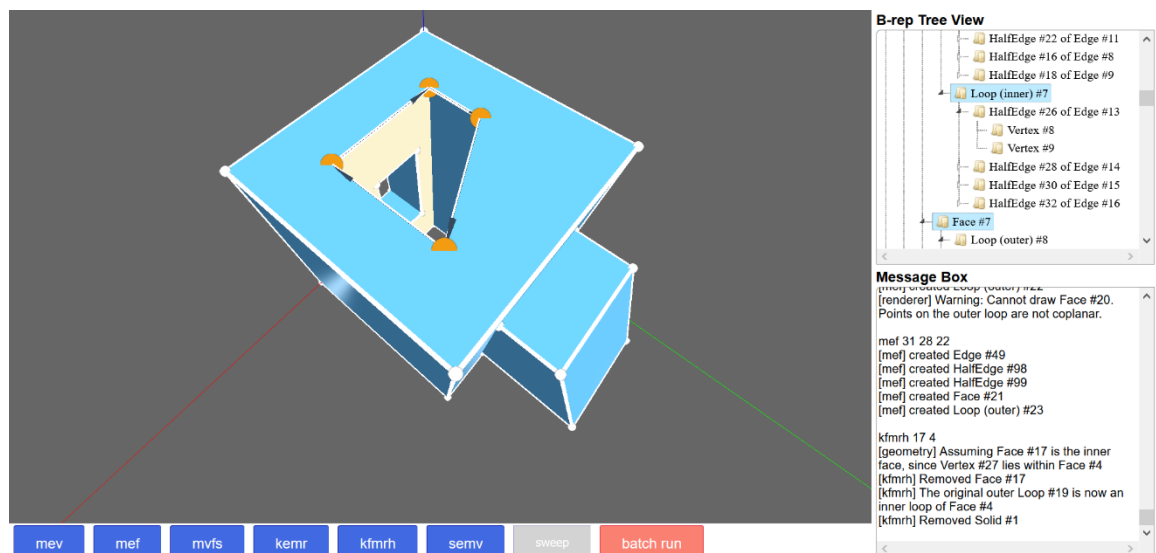 B-rep Tree View
HalfEdge #22 of Edge #11
HalfEdge #16 of Edge #8
HalfEdge #18 of Edge #9
Loop (inner) #7
HalfEdge #26 of Edge #13
Vertex #8
Vertex #9
HalfEdge #28 of Edge #14
HalfEdge #30 of Edge #15
HalfEdge #32 of Edge #16
Face #7
Loop (outer) #8
Message Box
[mef] created Loop (outer) #22
[renderer] Warning: Cannot draw Face #20.
Points on the outer loop are not coplanar.
mef 31 28 22
[mef] created Edge #49
[mef] created HalfEdge #98
[mef] created HalfEdge #99
[mef] created Face #21
[mef] created Loop (outer) #23
kfmrh 17 4
[geometry] Assuming Face #17 is the inner
face, since Vertex #27 lies within Face #4
[kfmrh] Removed Face #17
[kfmrh] The original outer Loop #19 is now an
inner loop of Face #4
[kfmrh] Removed Solid #1
mev mef mvfs kemr kfmrh semv sweep batch run